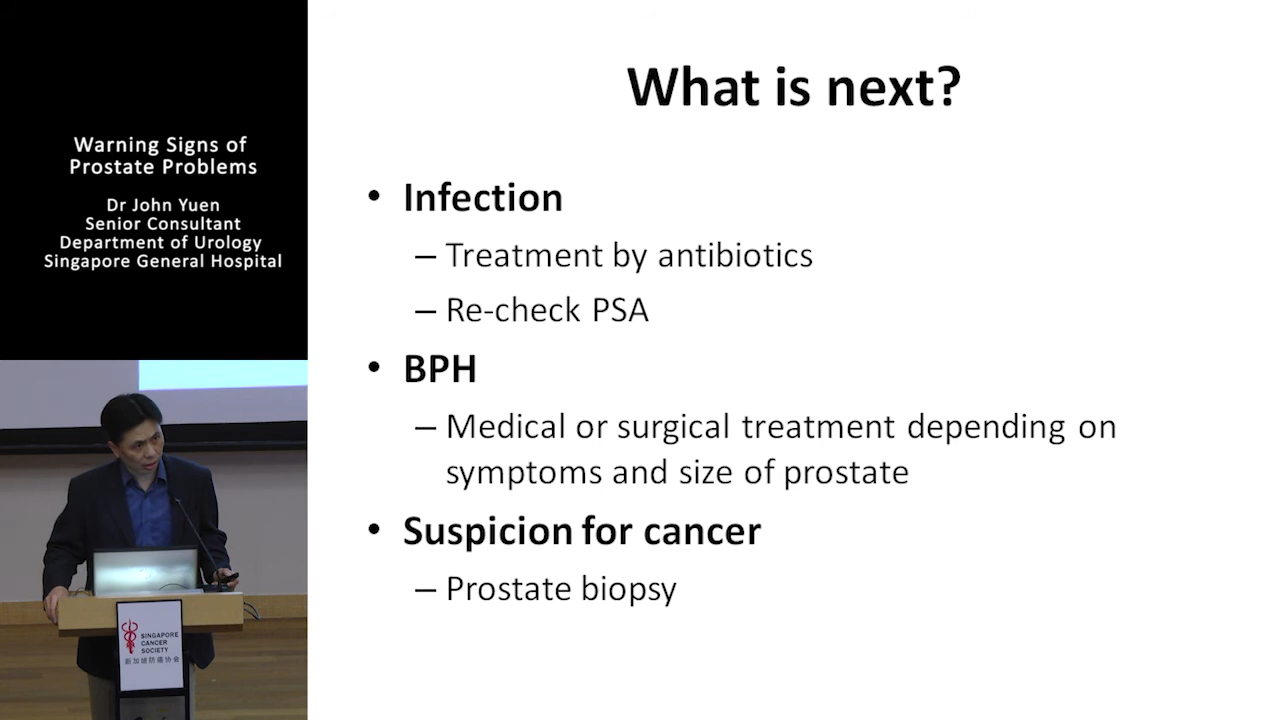 Warning Signs of
Prostate Problems
Dr John Yuen
Senior Consultant
Department of Urology
Singapore General Hospital
What is next?
• Infection
– Treatment by antibiotics
– Re-check PSA
• BPH
– Medical or surgical treatment depending on
symptoms and size of prostate
• Suspicion for cancer
– Prostate biopsy
SINGAPORE
CANCER
SOCIETY
新加坡防癌协会